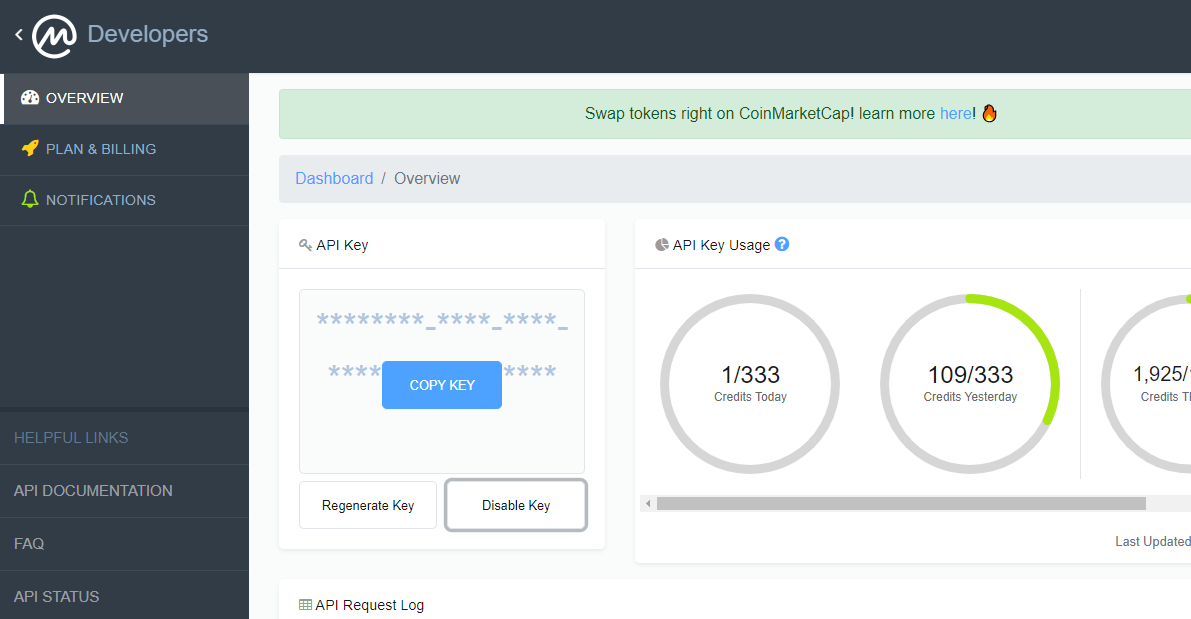 Developers
OVERVIEW
PLAN & BILLING
NOTIFICATIONS
HELPFUL LINKS
API DOCUMENTATION
FAQ
API STATUS
Swap tokens right on CoinMarketCap! learn more here! 🔥
Dashboard / Overview
API Key
********_****_****_
****
COPY KEY
****
Regenerate Key
Disable Key
API Key Usage ?
1/333
Credits Today
109/333
Credits Yesterday
1,925/
Credits
Last Updated
API Request Log